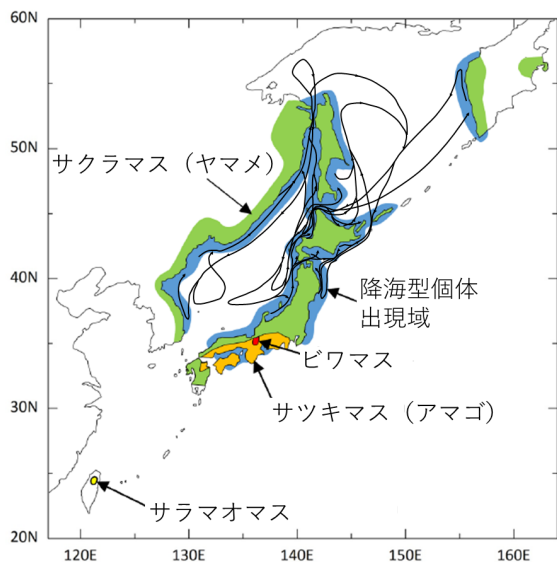 60N
50N
サクラマス（ヤマメ）
40N
降海型個体
出現域
ビワマス
サツキマス（アマゴ）
30N
サラマオマス
20N
120E
130E
140E
150E
160E